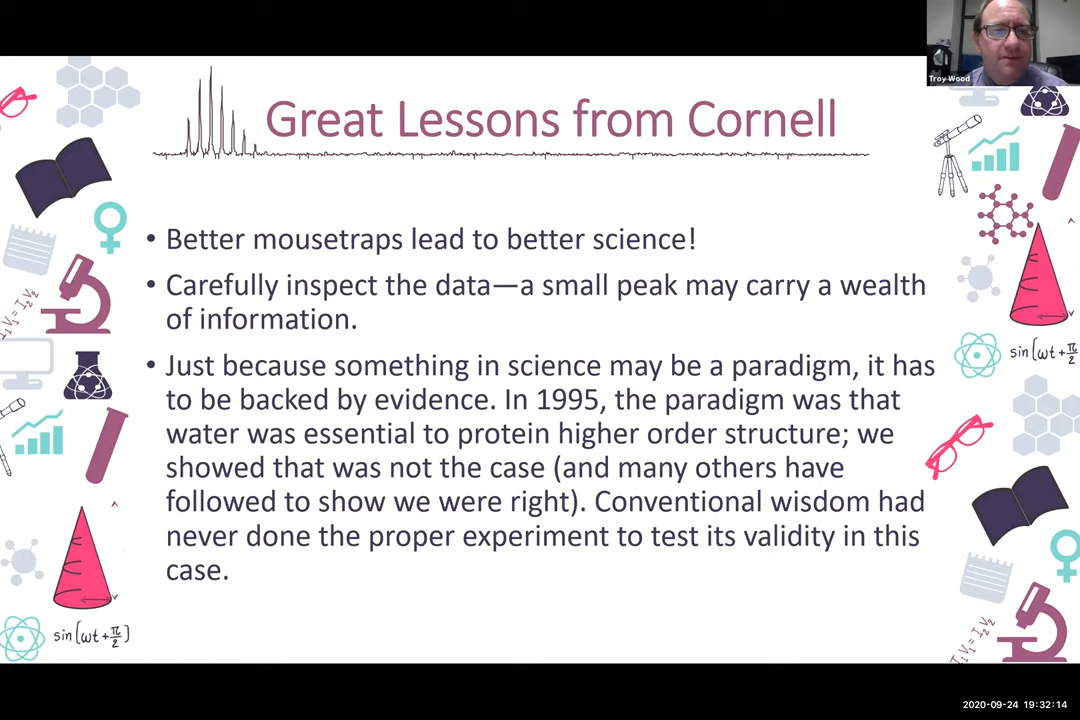 Troy Wood
Great Lessons from Cornell
• Better mousetraps lead to better science!
• Carefully inspect the data—a small peak may carry a wealth
of information.
• Just because something in science may be a paradigm, it has
to be backed by evidence. In 1995, the paradigm was that
water was essential to protein higher order structure; we
showed that was not the case (and many others have
followed to show we were right). Conventional wisdom had
never done the proper experiment to test its validity in this
case.
I₁V₁=I₂V₂
sin(ωt+π/2)
sin(ωt+π/2
I₁V₁=I₂V₂
2020-09-24 19:32:14